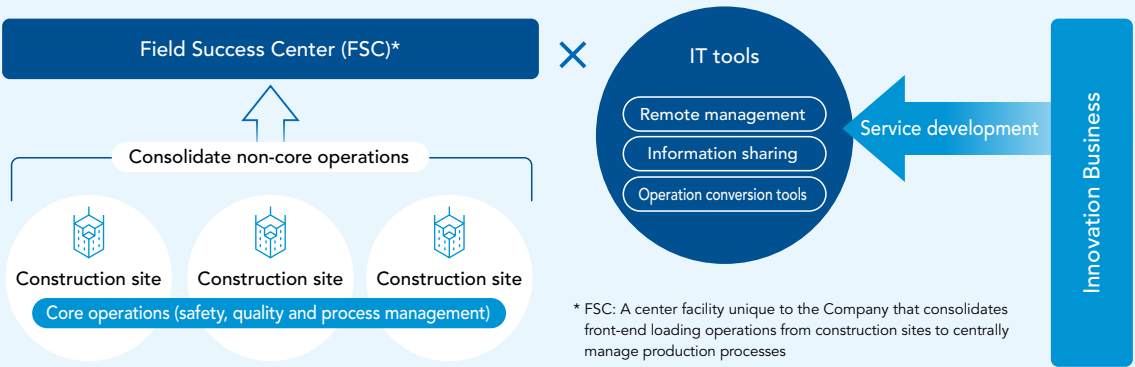 Field Success Center (FSC)*
×
IT tools
Remote management
Information sharing
Operation conversion tools
Service development
Innovation Business
Consolidate non-core operations
Construction site
Construction site
Construction site
Core operations (safety, quality and process management)
* FSC: A center facility unique to the Company that consolidates
front-end loading operations from construction sites to centrally
manage production processes